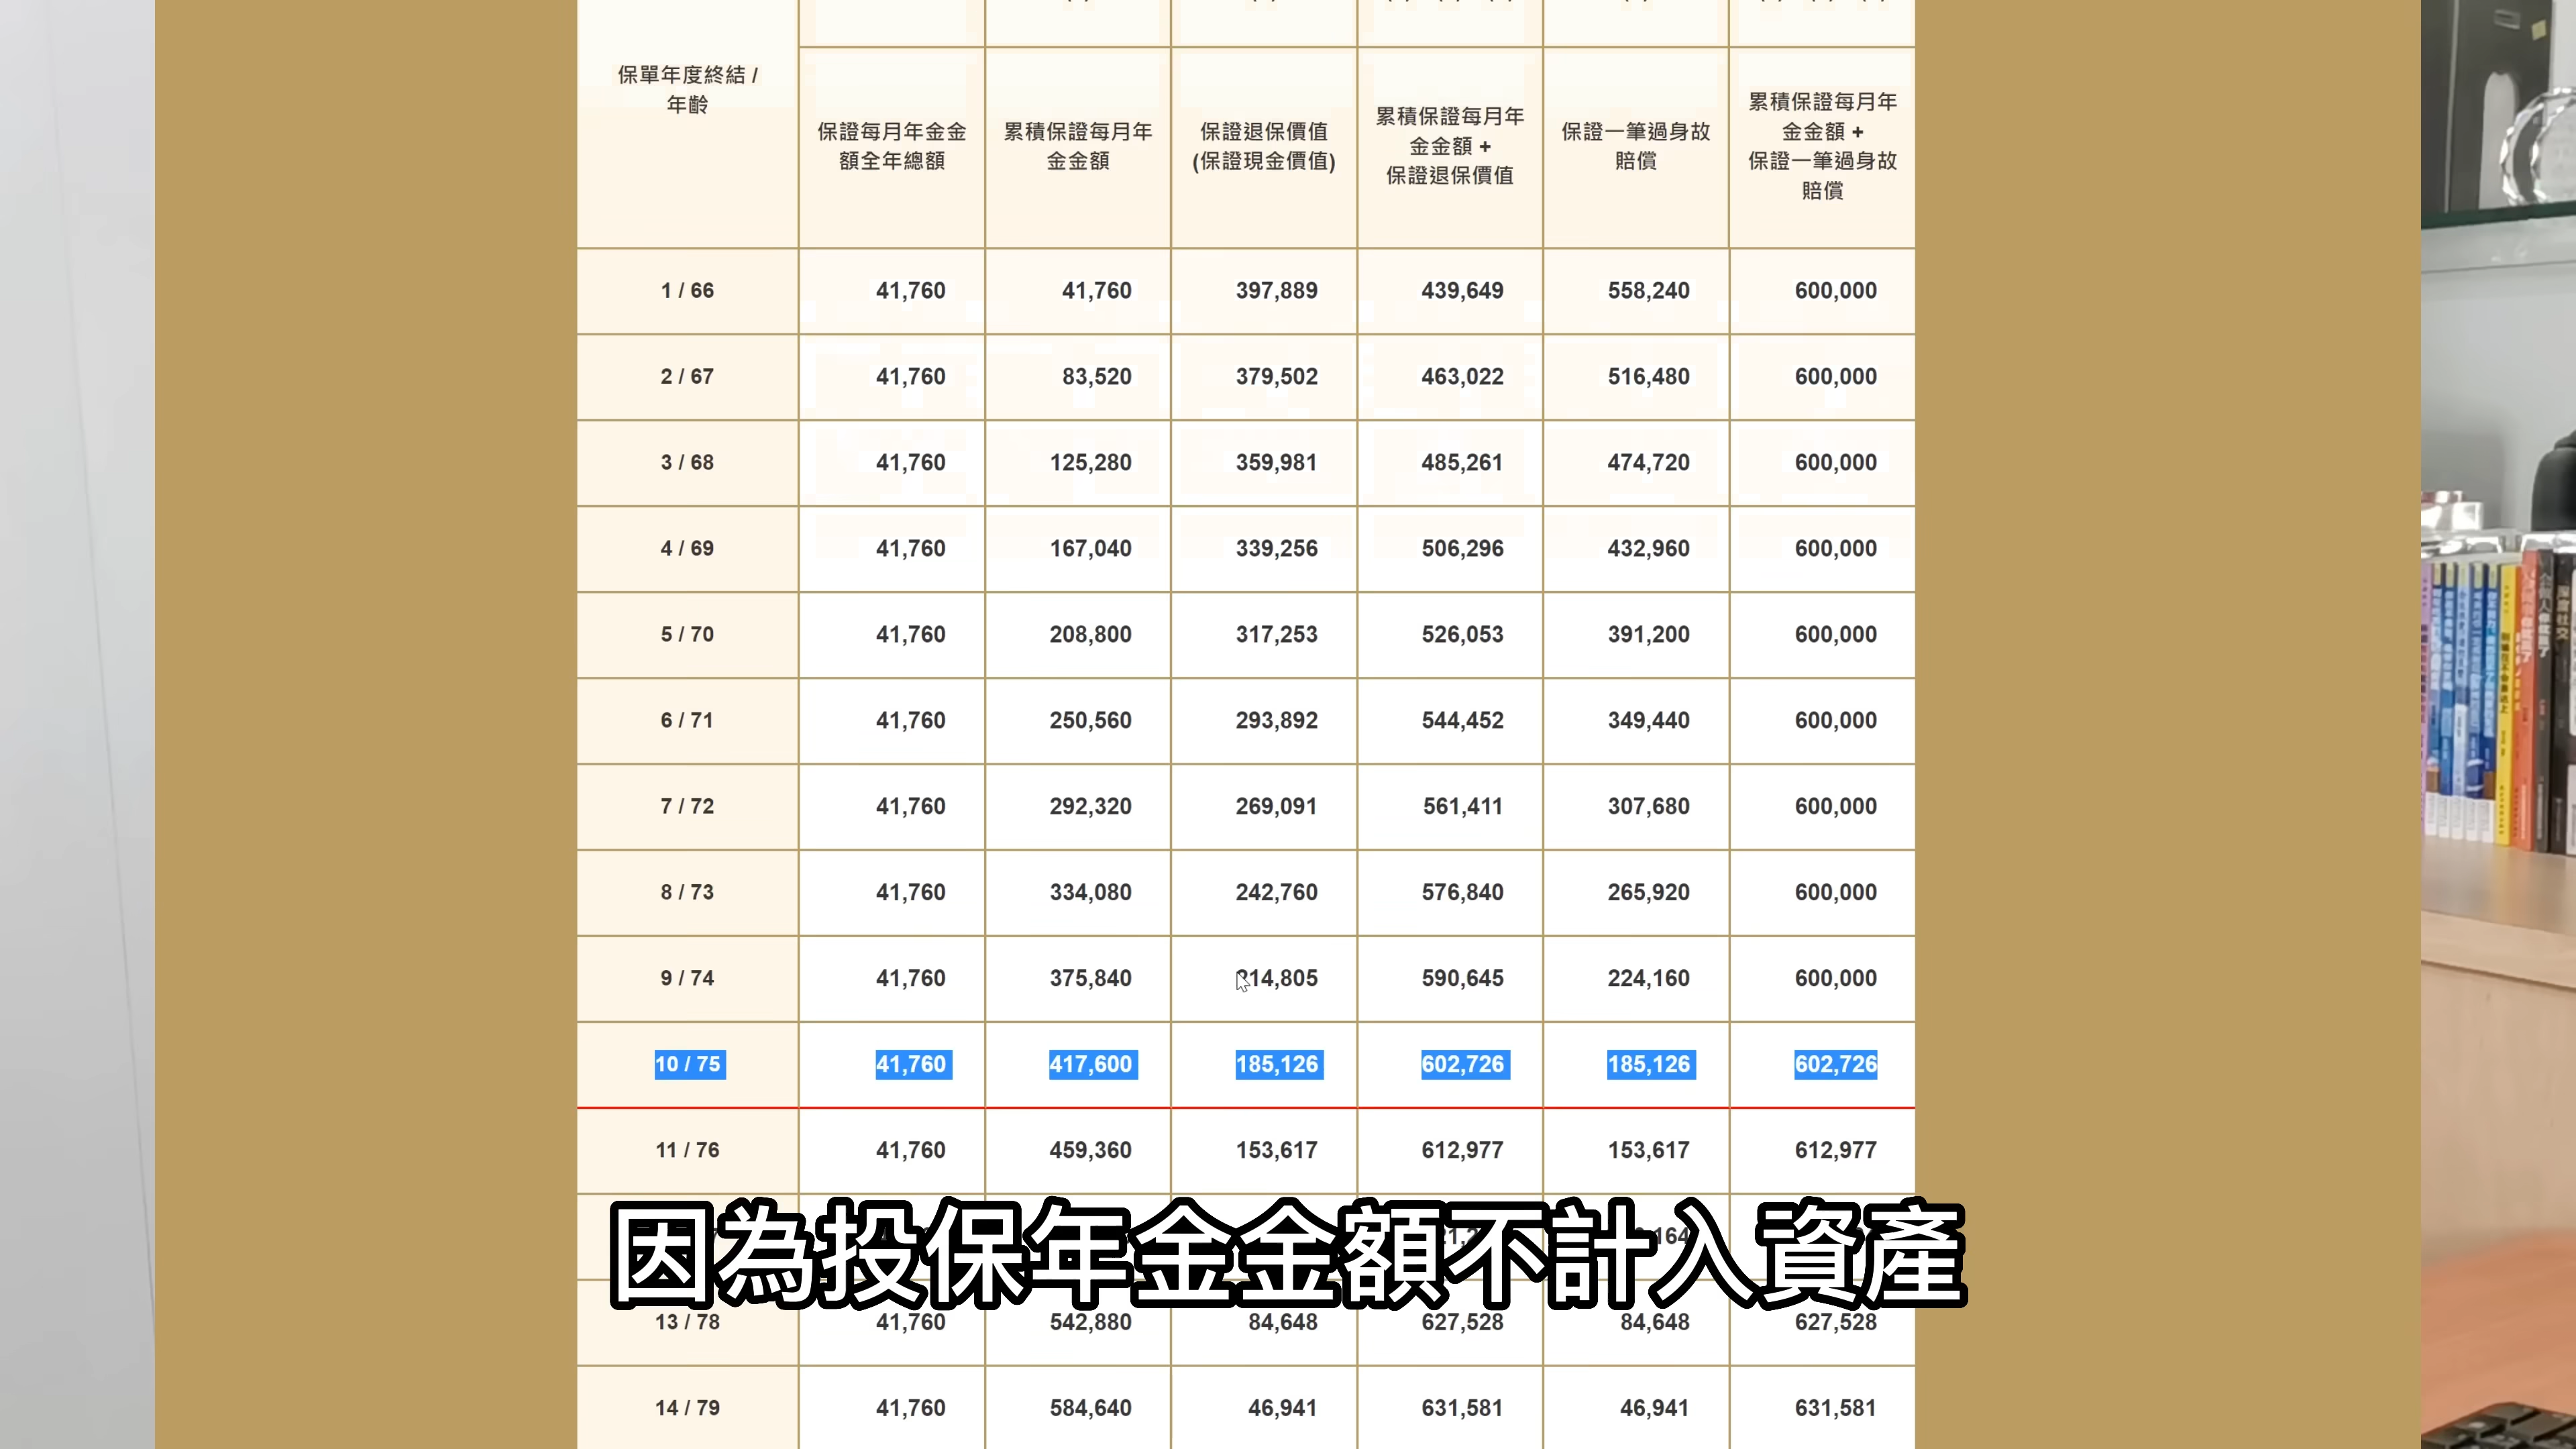 保單年度終結 /
年齡
保證每月年金金
額全年總額
累積保證每月年
金金額
保證退保價值
(保證現金價值)
累積保證每月年
金金額 +
保證退保價值
保證一筆過身故
賠償
累積保證每月年
金金額 +
保證一筆過身故
賠償
1 / 66 41,760 41,760 397,889 439,649 558,240 600,000
2 / 67 41,760 83,520 379,502 463,022 516,480 600,000
3 / 68 41,760 125,280 359,981 485,261 474,720 600,000
4 / 69 41,760 167,040 339,256 506,296 432,960 600,000
5 / 70 41,760 208,800 317,253 526,053 391,200 600,000
6 / 71 41,760 250,560 293,892 544,452 349,440 600,000
7 / 72 41,760 292,320 269,091 561,411 307,680 600,000
8 / 73 41,760 334,080 242,760 576,840 265,920 600,000
9 / 74 41,760 375,840 214,805 590,645 224,160 600,000
10 / 75 41,760 417,600 185,126 602,726 185,126 602,726
11 / 76 41,760 459,360 153,617 612,977 153,617 612,977
因為投保年金金額不計入資產
13 / 78 41,760 542,880 84,648 627,528 84,648 627,528
14 / 79 41,760 584,640 46,941 631,581 46,941 631,581